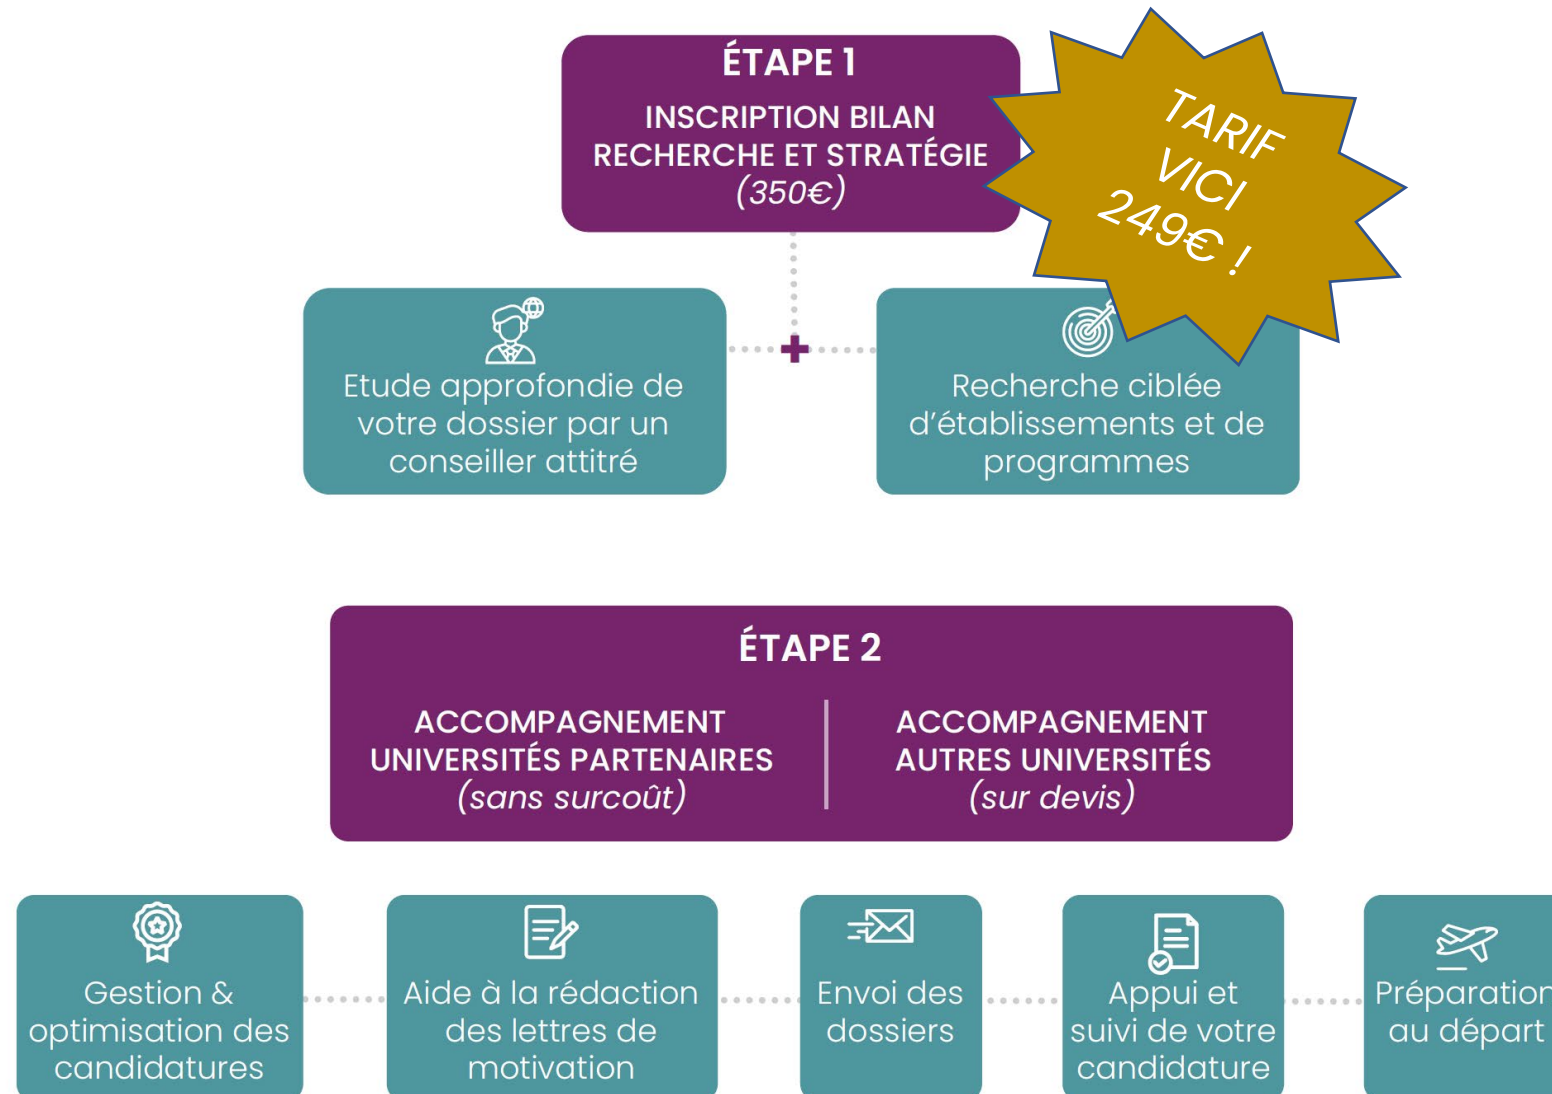 ÉTAPE 1
INSCRIPTION BILAN
RECHERCHE ET STRATÉGIE
(350€)
TARIF
VICI
249€ !
Etude approfondie de
votre dossier par un
conseiller attitré
Recherche ciblée
d'établissements et de
programmes
ÉTAPE 2
ACCOMPAGNEMENT
UNIVERSITÉS PARTENAIRES
(sans surcoût)
ACCOMPAGNEMENT
AUTRES UNIVERSITÉS
(sur devis)
Gestion &
optimisation des
candidatures
Aide à la rédaction
des lettres de
motivation
Envoi des
dossiers
Appui et
suivi de votre
candidature
Préparation
au départ